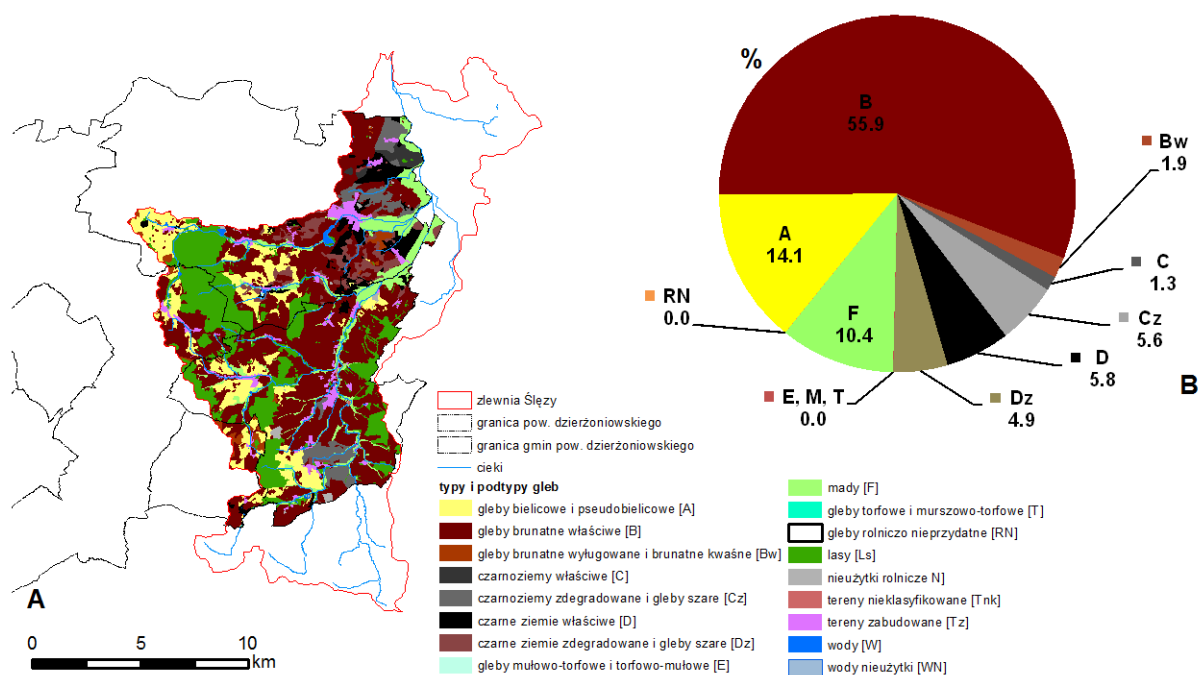 %
B
55.9
Bw
1.9
C
1.3
Cz
5.6
D
5.8
Dz
4.9
E, M, T
0.0
F
10.4
RN
0.0
A
14.1
B
zlewnia Ślęzy
granica pow. dzierżoniowskiego
granica gmin pow. dzierżoniowskiego
cieki
typy i podtypy gleb
gleby bielicowe i pseudobielicowe [A]
gleby brunatne właściwe [B]
gleby brunatne wyługowane i brunatne kwaśne [Bw]
czarnoziemy właściwe [C]
czarnoziemy zdegradowane i gleby szare [Cz]
czarne ziemie właściwe [D]
czarne ziemie zdegradowane i gleby szare [Dz]
gleby mułowo-torfowe i torfowo-mułowe [E]
mady [F]
gleby torfowe i murszowo-torfowe [T]
gleby rolniczo nieprzydatne [RN]
lasy [Ls]
nieużytki rolnicze N]
tereny nieklasyfikowane [Tnk]
tereny zabudowane [Tz]
wody [W]
wody nieużytki [WN]
A
0 5 10
km